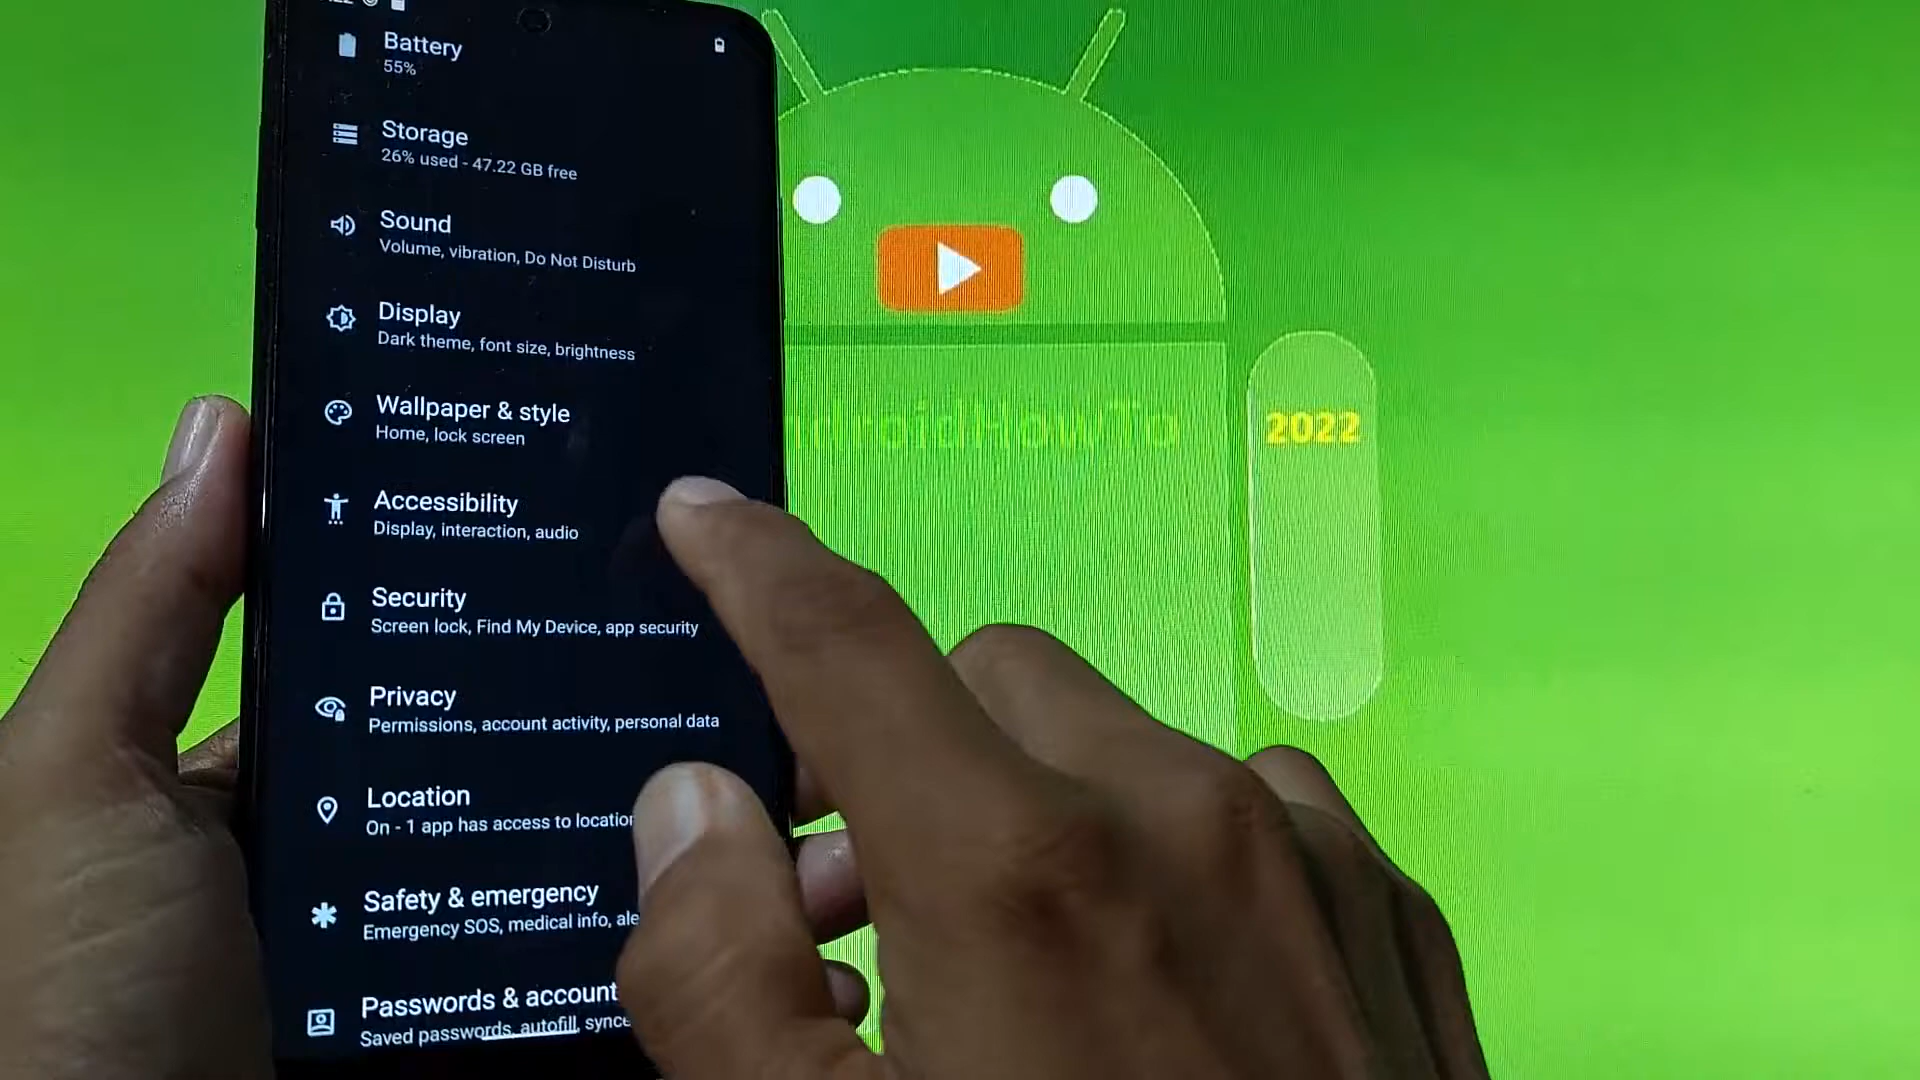 Battery
55%
Storage
26% used - 47.22 GB free
Sound
Volume, vibration, Do Not Disturb
Display
Dark theme, font size, brightness
Wallpaper & style
Home, lock screen
Accessibility
Display, interaction, audio
Security
Screen lock, Find My Device, app security
Privacy
Permissions, account activity, personal data
Location
On - 1 app has access to location
Safety & emergency
Emergency SOS, medical info, ale
Passwords & account
Saved passwords, autofill, synce
droidHowTo
2022